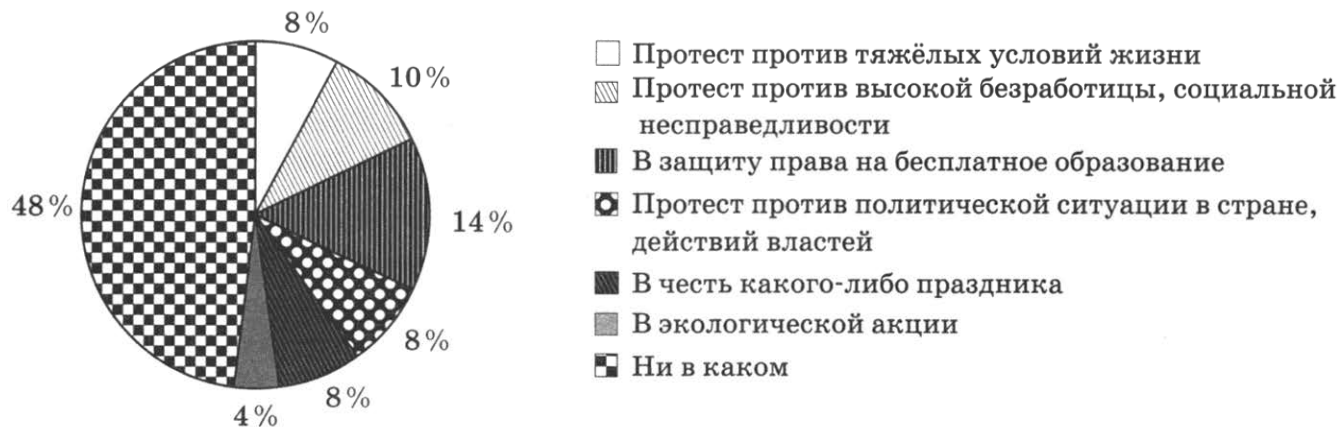 8 %
10 %
14 %
8 %
8 %
4 %
48 %
Протест против тяжёлых условий жизни
Протест против высокой безработицы, социальной
несправедливости
В защиту права на бесплатное образование
Протест против политической ситуации в стране,
действий властей
В честь какого-либо праздника
В экологической акции
Ни в каком